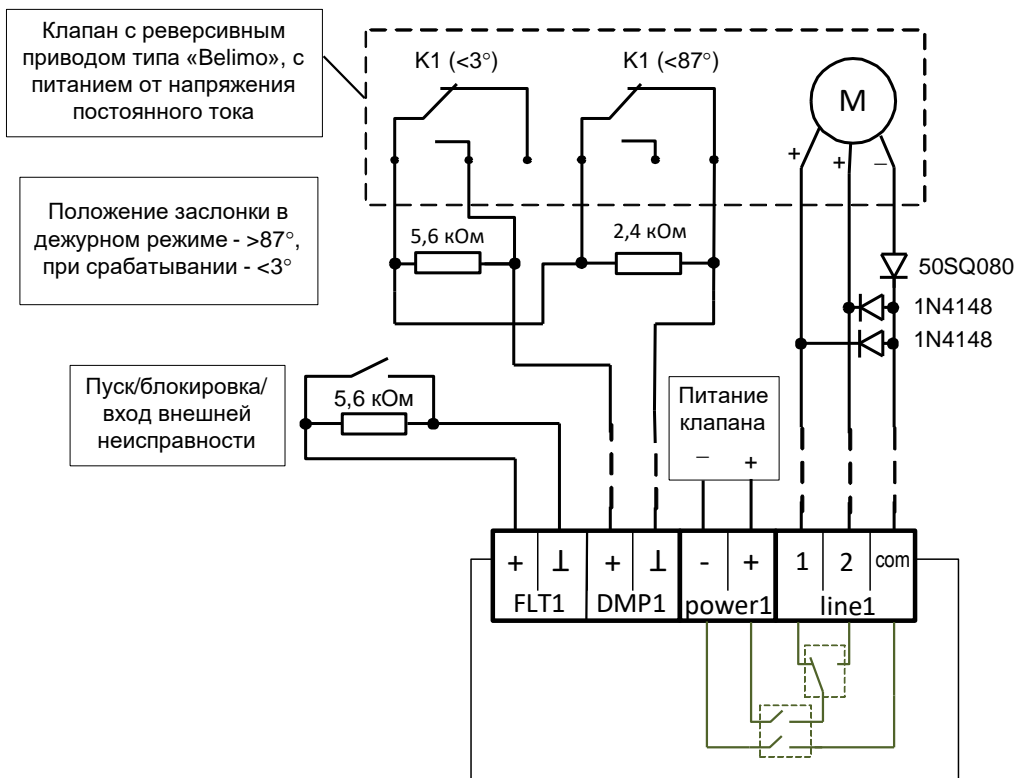 Клапан с реверсивным
приводом типа «Belimo», с
питанием от напряжения
постоянного тока
К1 (<3°)
К1 (<87°)
М
+
+
–
Положение заслонки в
дежурном режиме - >87°,
при срабатывании - <3°
5,6 кОм
2,4 кОм
50SQ080
1N4148
1N4148
Пуск/блокировка/
вход внешней
неисправности
5,6 кОм
Питание
клапана
– +
+ ⊥ + ⊥ - + 1 2 com
FLT1 DMP1 power1 line1